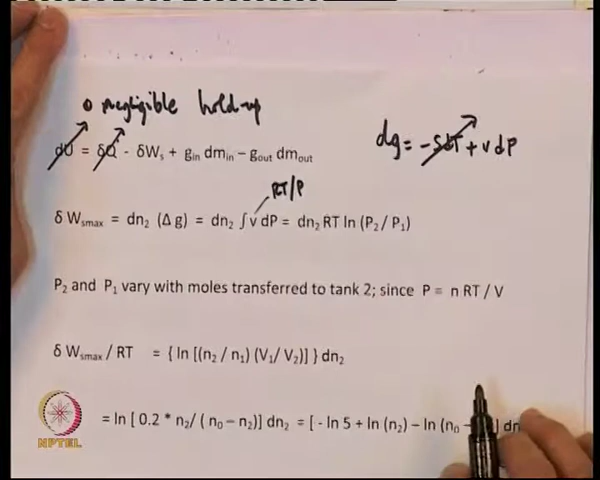 0 negligible hold-up
dU = δQ - δWs + gin dmin – gout dmout
dg = -SdT + v dP
RT/P
δ Wsmax = dn2 (Δ g) = dn2 ∫v dP = dn2 RT ln (P2 / P1)
P2 and P1 vary with moles transferred to tank 2; since P = n RT / V
δ Wsmax / RT = { ln [(n2 / n1) (V1/ V2)] } dn2
= ln [ 0.2 * n2/ ( n0 – n2)] dn2 = [ - ln 5 + ln (n2) – ln (n0 – ] dn
NPTEL